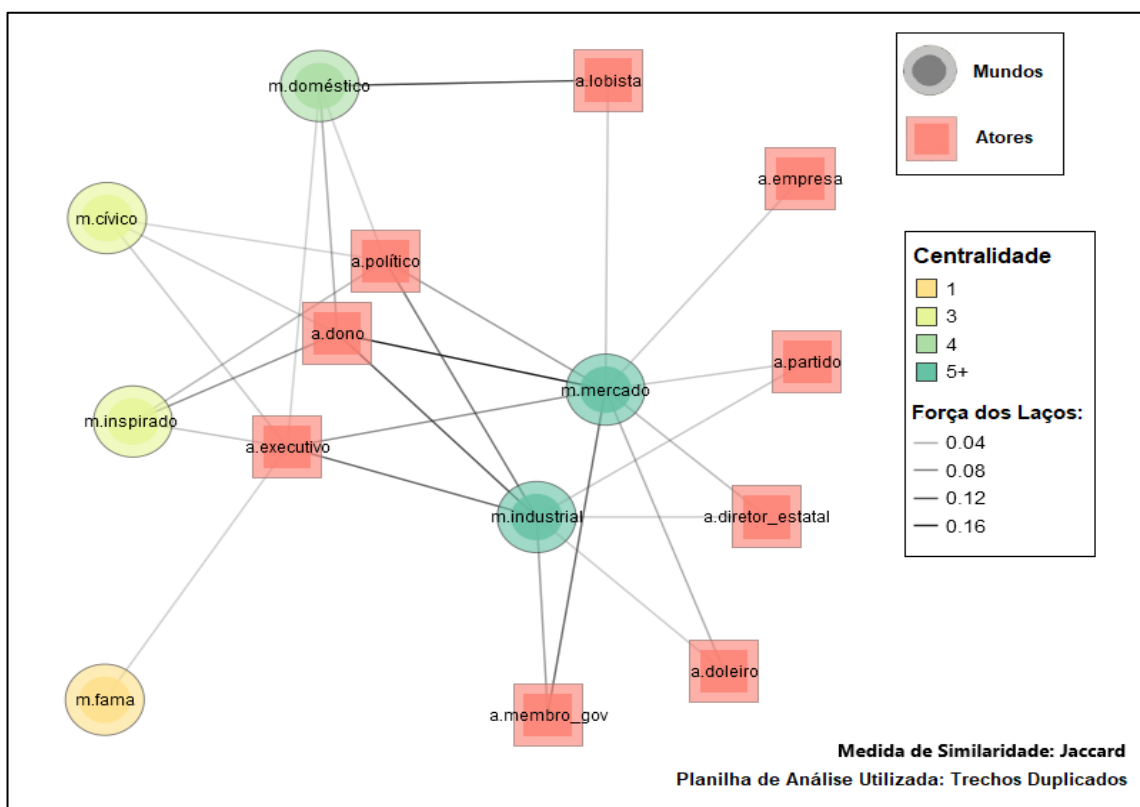 m.doméstico
a.lobista
Mundos
Atores
a.empresa
m.cívico
a.político
Centralidade
1
3
4
5+
a.dono
a.partido
m.mercado
m.inspirado
a.executivo
Força dos Laços:
0.04
0.08
0.12
0.16
m.industrial
a.diretor_estatal
a.doleiro
m.fama
a.membro_gov
Medida de Similaridade: Jaccard
Planilha de Análise Utilizada: Trechos Duplicados